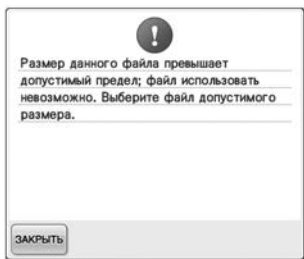 Размер данного файла превышает
допустимый предел; файл использовать
невозможно. Выберите файл допустимого
размера.
ЗАКРЫТЬ